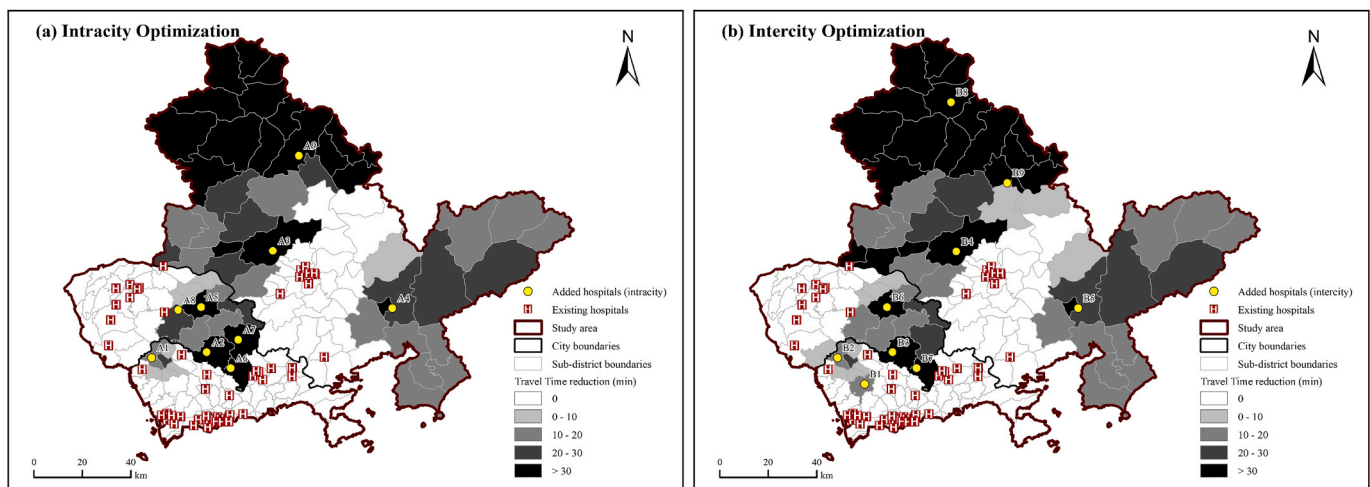 (a) Intracity Optimization
N
A9
A3
A4
A5
A8
A7
A2
A1
A6
H
Added hospitals (intracity)
H Existing hospitals
Study area
City boundaries
Sub-district boundaries
Travel Time reduction (min)
0
0 - 10
10 - 20
20 - 30
> 30
0 20 40
km
(b) Intercity Optimization
N
B8
B9
B4
B5
B6
B3
B2
B7
B1
H
Added hospitals (intercity)
H Existing hospitals
Study area
City boundaries
Sub-district boundaries
Travel Time reduction (min)
0
0 - 10
10 - 20
20 - 30
> 30
0 20 40
km